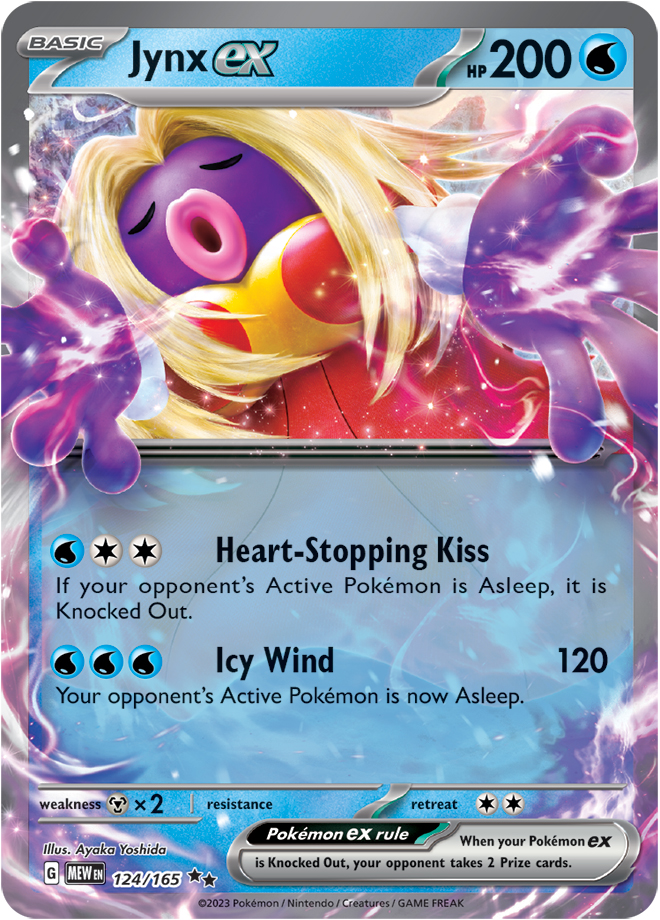 BASIC Jynx ex HP 200
Heart-Stopping Kiss
If your opponent's Active Pokémon is Asleep, it is
Knocked Out.
Icy Wind 120
Your opponent's Active Pokémon is now Asleep.
weakness ×2 resistance retreat
Illus. Ayaka Yoshida
Pokémon ex rule When your Pokémon ex
is Knocked Out, your opponent takes 2 Prize cards.
G MEW EN 124/165
©2023 Pokémon / Nintendo / Creatures / GAME FREAK